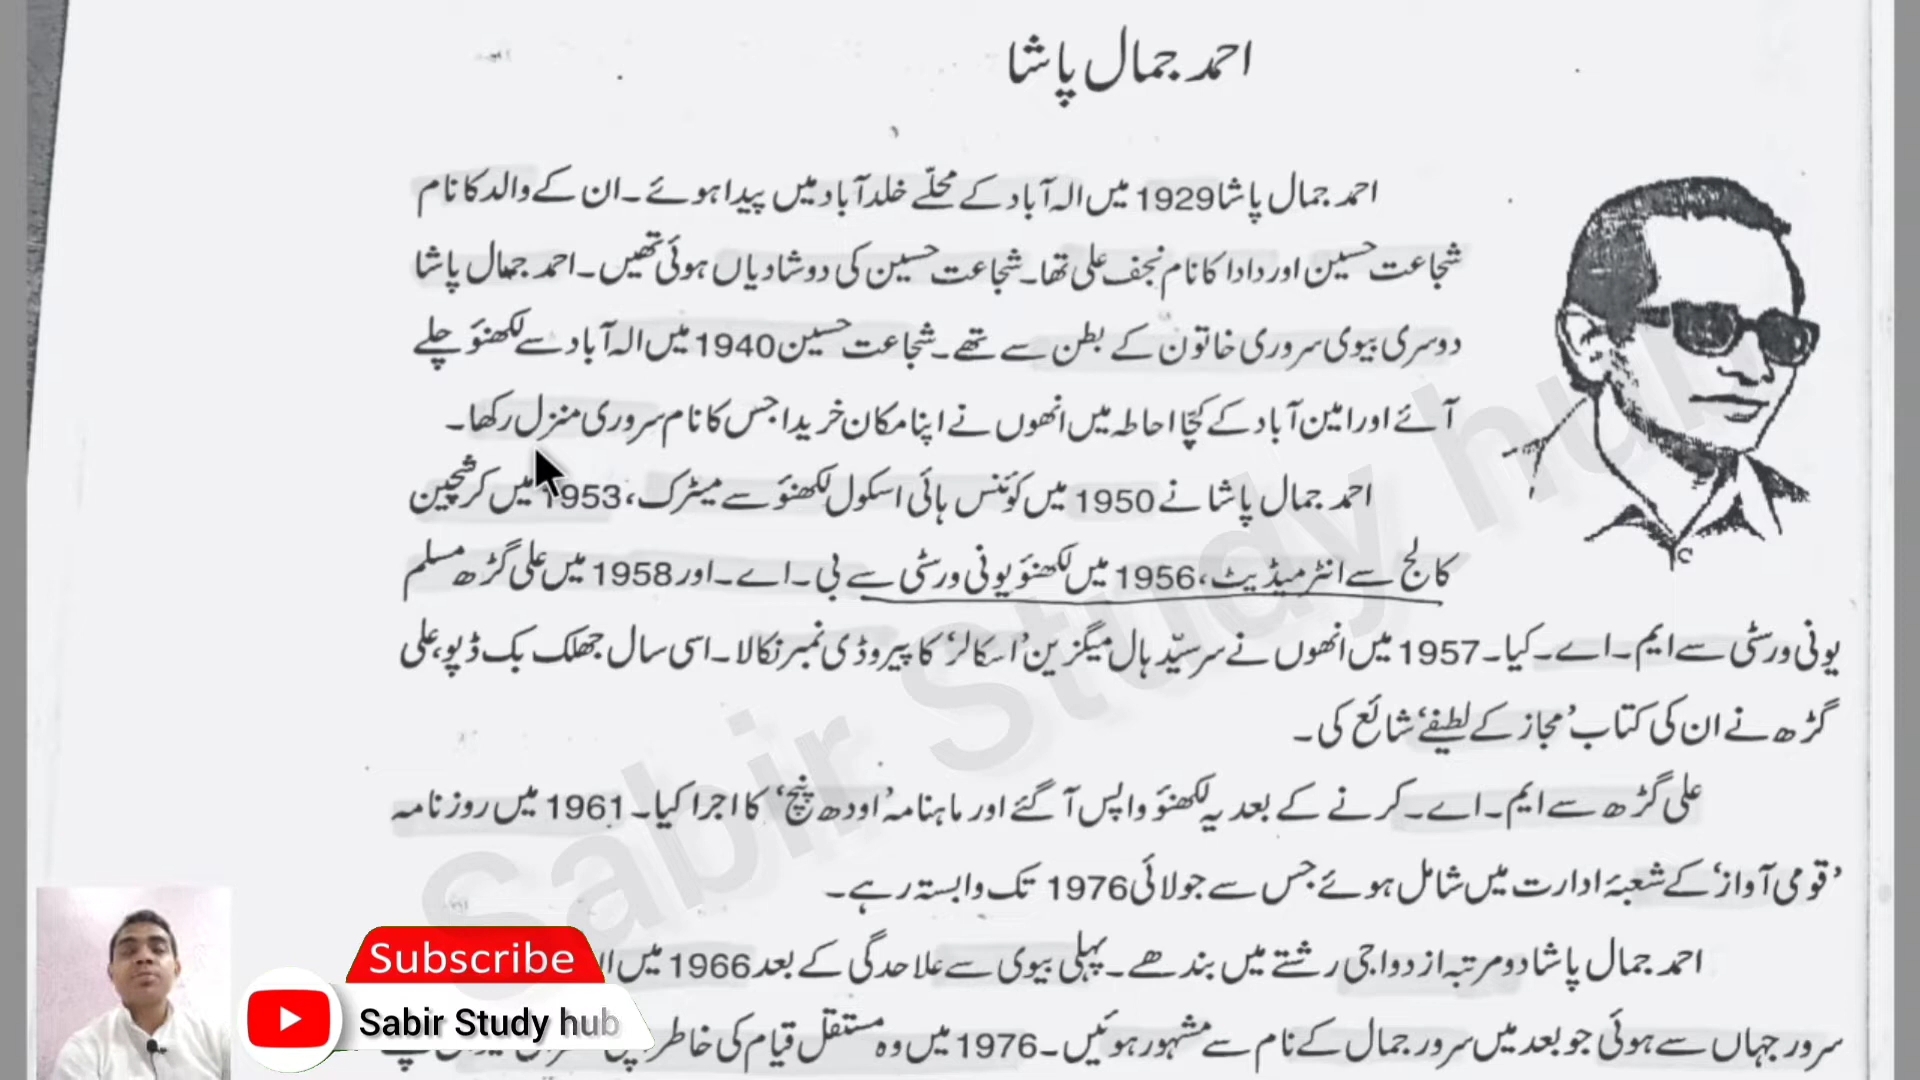 احمد جمال پاشا
احمد جمال پاشا 1929 میں الہ آباد کے محلّے خلد آباد میں پیدا ہوئے۔ ان کے والد کا نام
شجاعت حسین اور دادا کا نام نجف علی تھا۔ شجاعت حسین کی دو شادیاں ہوئی تھیں۔ احمد جمال پاشا
دوسری بیوی سروری خاتون کے بطن سے تھے۔ شجاعت حسین 1940 میں الہ آباد سے لکھنؤ چلے
آئے اور امین آباد کے کچّا احاطہ میں انھوں نے اپنا مکان خریدا جس کا نام سروری منزل رکھا۔
احمد جمال پاشا نے 1950 میں کوئنس ہائی اسکول لکھنؤ سے میٹرک، 1953 میں کرسچین
کالج سے انٹرمیڈیٹ، 1956 میں لکھنؤ یونی ورسٹی سے بی۔ اے۔ اور 1958 میں علی گڑھ مسلم
یونی ورسٹی سے ایم۔ اے۔ کیا۔ 1957 میں انھوں نے سر سیّد ہال میگزین 'اسکالر' کا پیروڈی نمبر نکالا۔ اسی سال جھلک بک ڈپو، علی
گڑھ نے ان کی کتاب 'مجاز کے لطیفے' شائع کی۔
علی گڑھ سے ایم۔ اے۔ کرنے کے بعد یہ لکھنؤ واپس آگئے اور ماہنامہ 'اودھ پنچ' کا اجرا کیا۔ 1961 میں روزنامہ
'قومی آواز' کے شعبۂ ادارت میں شامل ہوئے جس سے جولائی 1976 تک وابستہ رہے۔
احمد جمال پاشا دو مرتبہ ازدواجی رشتے میں بندھے۔ پہلی بیوی سے علاحدگی کے بعد 1966 میں
سرور جہاں سے ہوئی جو بعد میں سرور جمال کے نام سے مشہور ہوئیں۔ 1976 میں وہ مستقل قیام کی خاطر
Subscribe
Sabir Study hub
Sabir Study hub